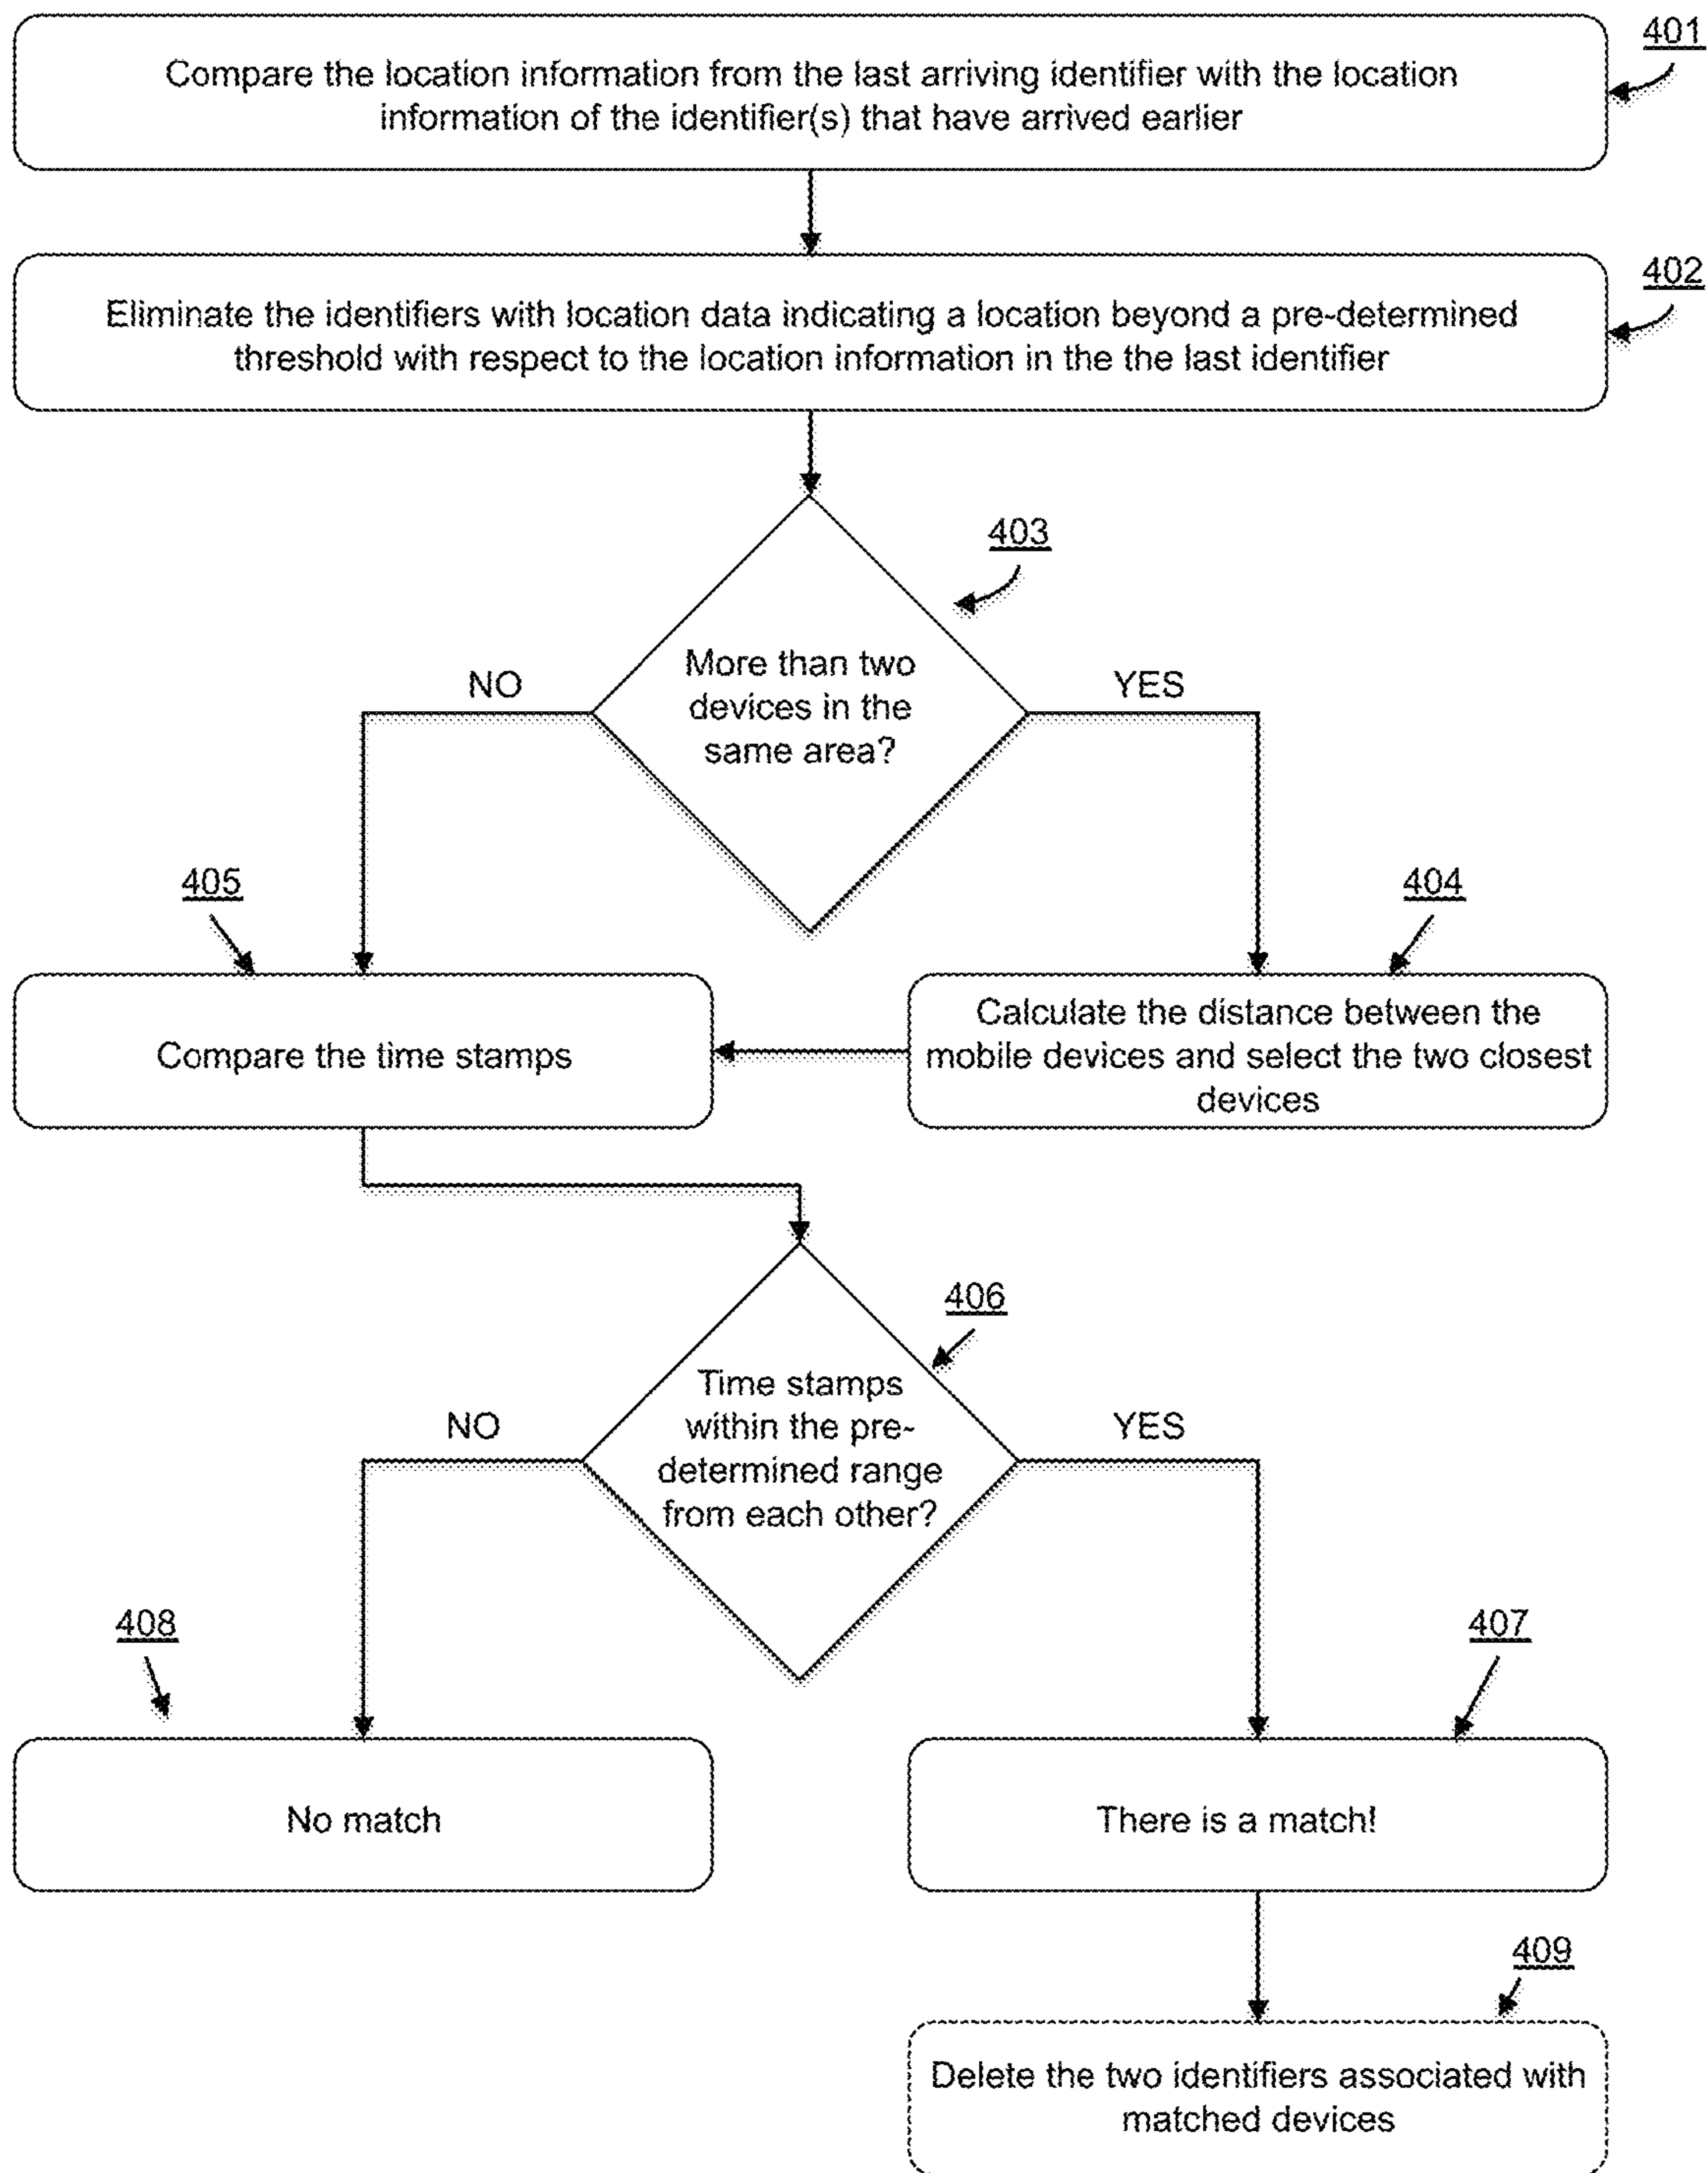 401
Compare the location information from the last arriving identifier with the location
information of the identifier(s) that have arrived earlier
402
Eliminate the identifiers with location data indicating a location beyond a pre-determined
threshold with respect to the location information in the the last identifier
403
More than two
devices in the
same area?
NO
YES
405
404
Compare the time stamps
Calculate the distance between the
mobile devices and select the two closest
devices
406
Time stamps
within the pre-
determined range
from each other?
NO
YES
408
407
No match
There is a match!
409
Delete the two identifiers associated with
matched devices